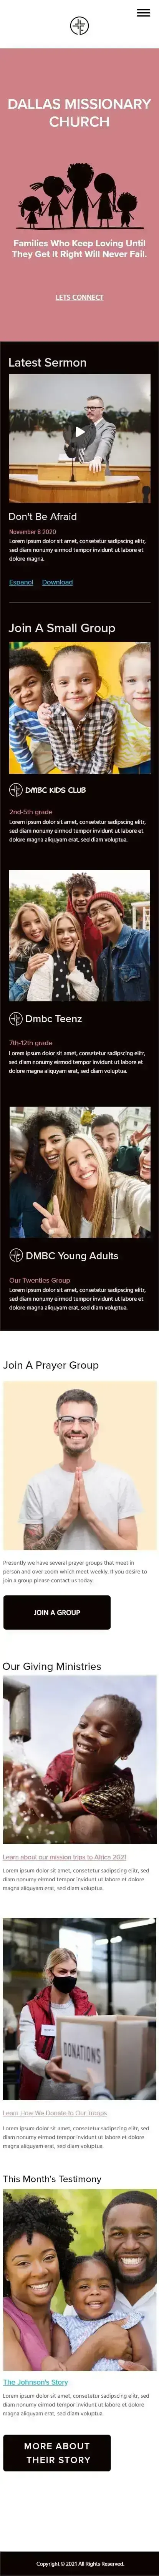 DALLAS MISSIONARY
CHURCH
Families Who Keep Loving Until
They Get It Right Will Never Fail.
LETS CONNECT
Latest Sermon
Don't Be Afraid
November 8 2020
Lorem ipsum dolor sit amet, consetetur sadipscing elitr,
sed diam nonumy eirmod tempor invidunt ut labore et
dolore magna.
Espanol Download
Join A Small Group
DMBC KIDS CLUB
2nd-5th grade
Lorem ipsum dolor sit amet, consetetur sadipscing elitr,
sed diam nonumy eirmod tempor invidunt ut labore et
dolore magna aliquyam erat, sed diam voluptua.
Dmbc Teenz
7th-12th grade
Lorem ipsum dolor sit amet, consetetur sadipscing elitr,
sed diam nonumy eirmod tempor invidunt ut labore et
dolore magna aliquyam erat, sed diam voluptua.
DMBC Young Adults
Our Twenties Group
Lorem ipsum dolor sit amet, consetetur sadipscing elitr,
sed diam nonumy eirmod tempor invidunt ut labore et
dolore magna aliquyam erat, sed diam voluptua.
Join A Prayer Group
Presently we have several prayer groups that meet in
person and over zoom which meet weekly. If you desire to
join a group please contact us today.
JOIN A GROUP
Our Giving Ministries
Learn about our mission trips to Africa 2021
Lorem ipsum dolor sit amet, consetetur sadipscing elitr, sed
diam nonumy eirmod tempor invidunt ut labore et dolore
magna aliquyam erat, sed diam voluptua.
DONATIONS
Learn How We Donate to Our Troops
Lorem ipsum dolor sit amet, consetetur sadipscing elitr, sed
diam nonumy eirmod tempor invidunt ut labore et dolore
magna aliquyam erat, sed diam voluptua.
This Month's Testimony
The Johnson's Story
Lorem ipsum dolor sit amet, consetetur sadipscing elitr, sed
diam nonumy eirmod tempor invidunt ut labore et dolore
magna aliquyam erat, sed diam voluptua.
MORE ABOUT
THEIR STORY
Copyright © 2021 All Rights Reserved.